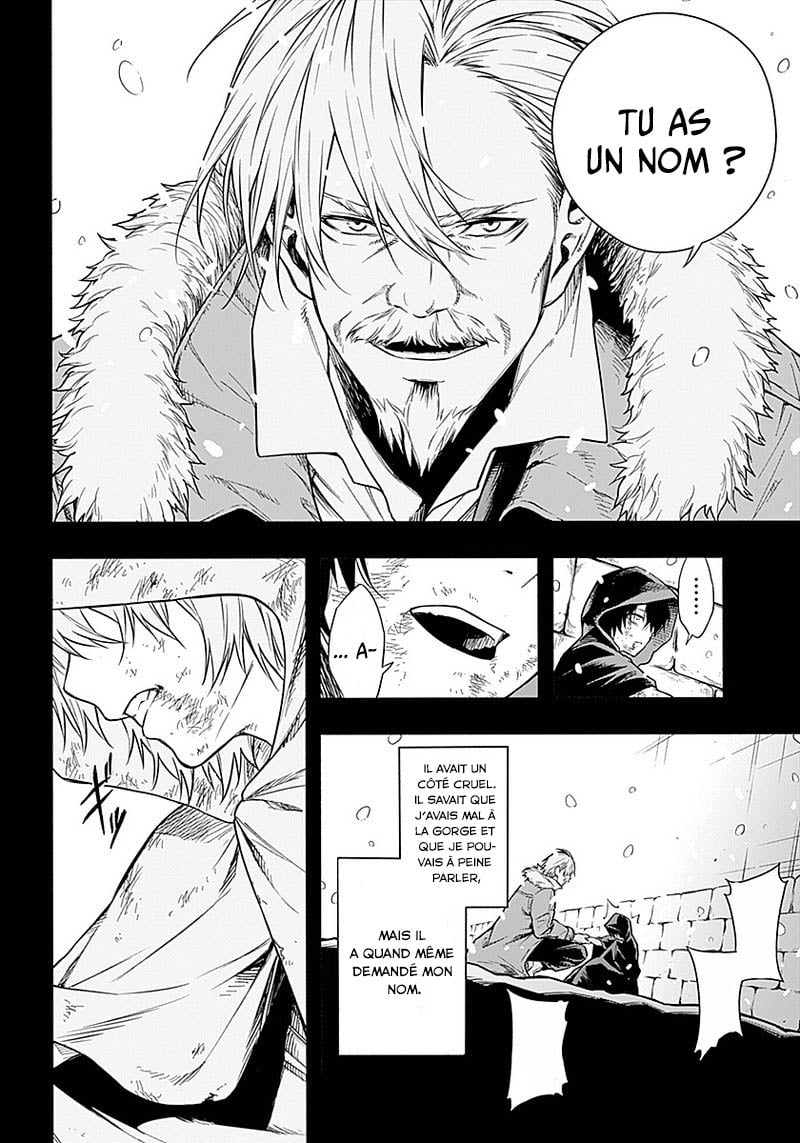 TU AS
UN NOM ?
......
... A-
IL AVAIT UN
CÔTÉ CRUEL.
IL SAVAIT QUE
J'AVAIS MAL À
LA GORGE ET
QUE JE POU-
VAIS À PEINE
PARLER,
MAIS IL
A QUAND MÊME
DEMANDÉ MON
NOM.